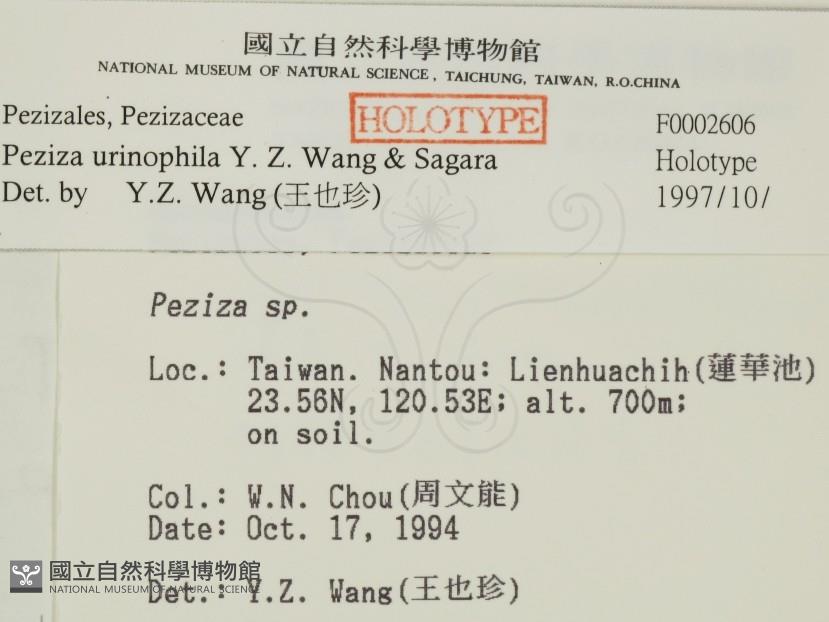 國立自然科學博物館
NATIONAL MUSEUM OF NATURAL SCIENCE, TAICHUNG, TAIWAN, R.O.CHINA
Pezizales, Pezizaceae HOLOTYPE F0002606
Peziza urinophila Y. Z. Wang & Sagara Holotype
Det. by Y.Z. Wang (王也珍) 1997/10/
Peziza sp.
Loc.: Taiwan. Nantou: Lienhuachih(蓮華池)
23.56N, 120.53E; alt. 700m;
on soil.
Col.: W.N. Chou(周文能)
Date: Oct. 17, 1994
Det.: Y.Z. Wang(王也珍)
國立自然科學博物館
NATIONAL MUSEUM OF NATURAL SCIENCE